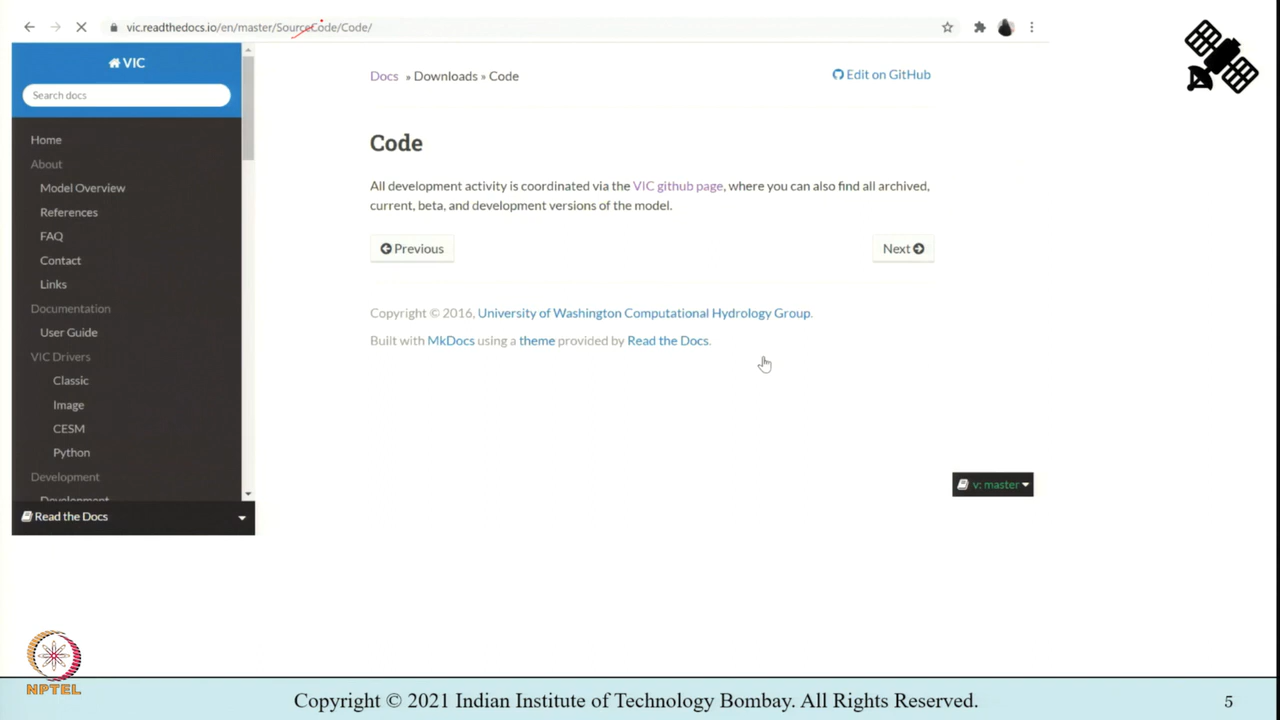 vic.readthedocs.io/en/master/SourceCode/Code/
VIC
Search docs
Home
About
Model Overview
References
FAQ
Contact
Links
Documentation
User Guide
VIC Drivers
Classic
Image
CESM
Python
Development
Development
Read the Docs
Docs » Downloads » Code
Edit on GitHub
Code
All development activity is coordinated via the VIC github page, where you can also find all archived,
current, beta, and development versions of the model.
Previous
Next
Copyright © 2016, University of Washington Computational Hydrology Group.
Built with MkDocs using a theme provided by Read the Docs.
v: master
NPTEL
Copyright © 2021 Indian Institute of Technology Bombay. All Rights Reserved.
5